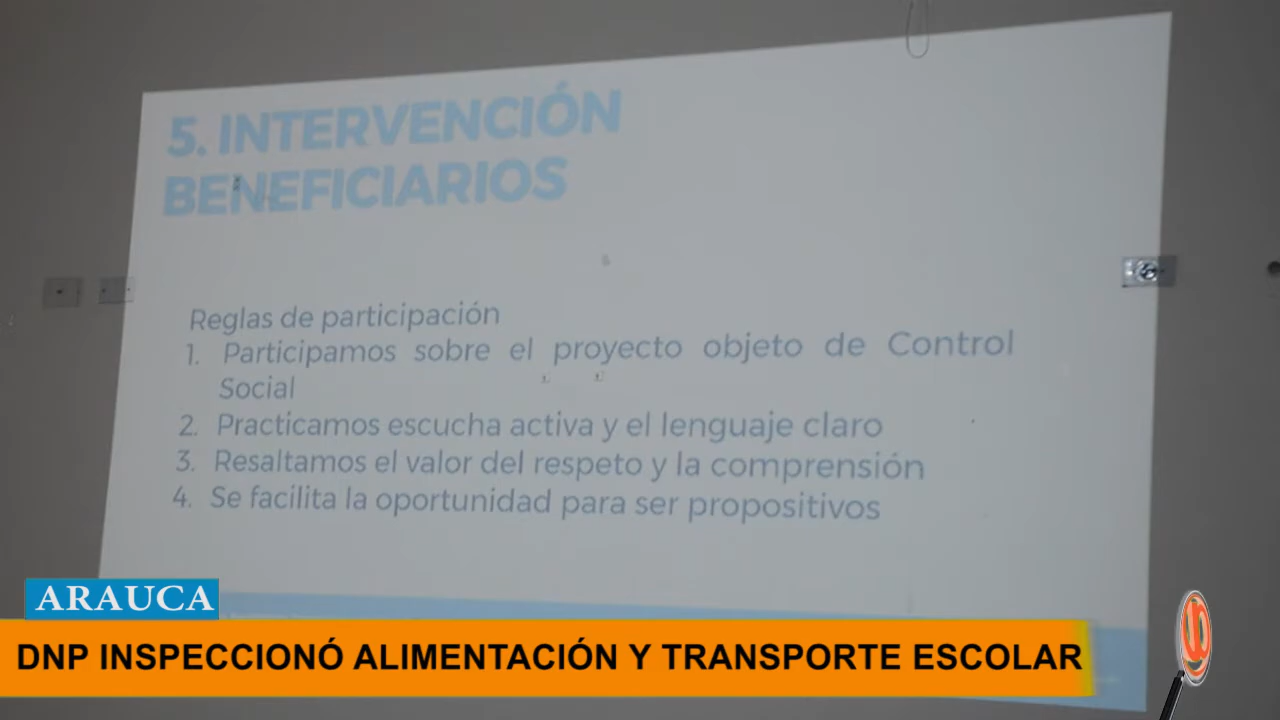 5. INTERVENCIÓN
BENEFICIARIOS
Reglas de participación
1. Participamos sobre el proyecto objeto de Control
Social
2. Practicamos escucha activa y el lenguaje claro
3. Resaltamos el valor del respeto y la comprensión
4. Se facilita la oportunidad para ser propositivos
ARAUCA
DNP INSPECCIONÓ ALIMENTACIÓN Y TRANSPORTE ESCOLAR